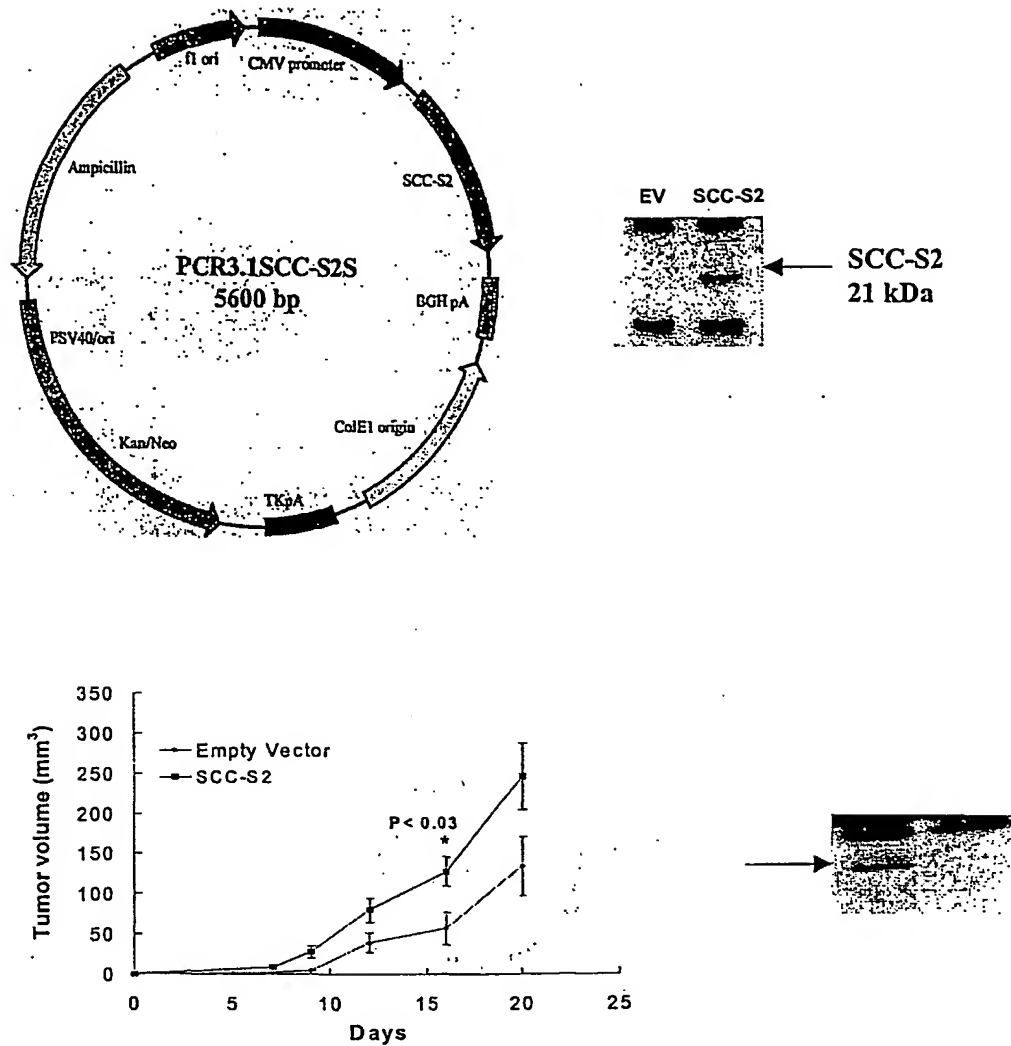 f1 ori
CMV promoter
Ampicillin
SCC-S2
PCR3.1SCC-S2S
5600 bp
BGH pA
PSV40/ori
ColE1 origin
Kan/Neo
TKpA
EV SCC-S2
SCC-S2
21 kDa
350
300
250
200
150
100
50
0
Tumor volume (mm³)
Empty Vector
SCC-S2
P < 0.03
*
0 5 10 15 20 25
Days